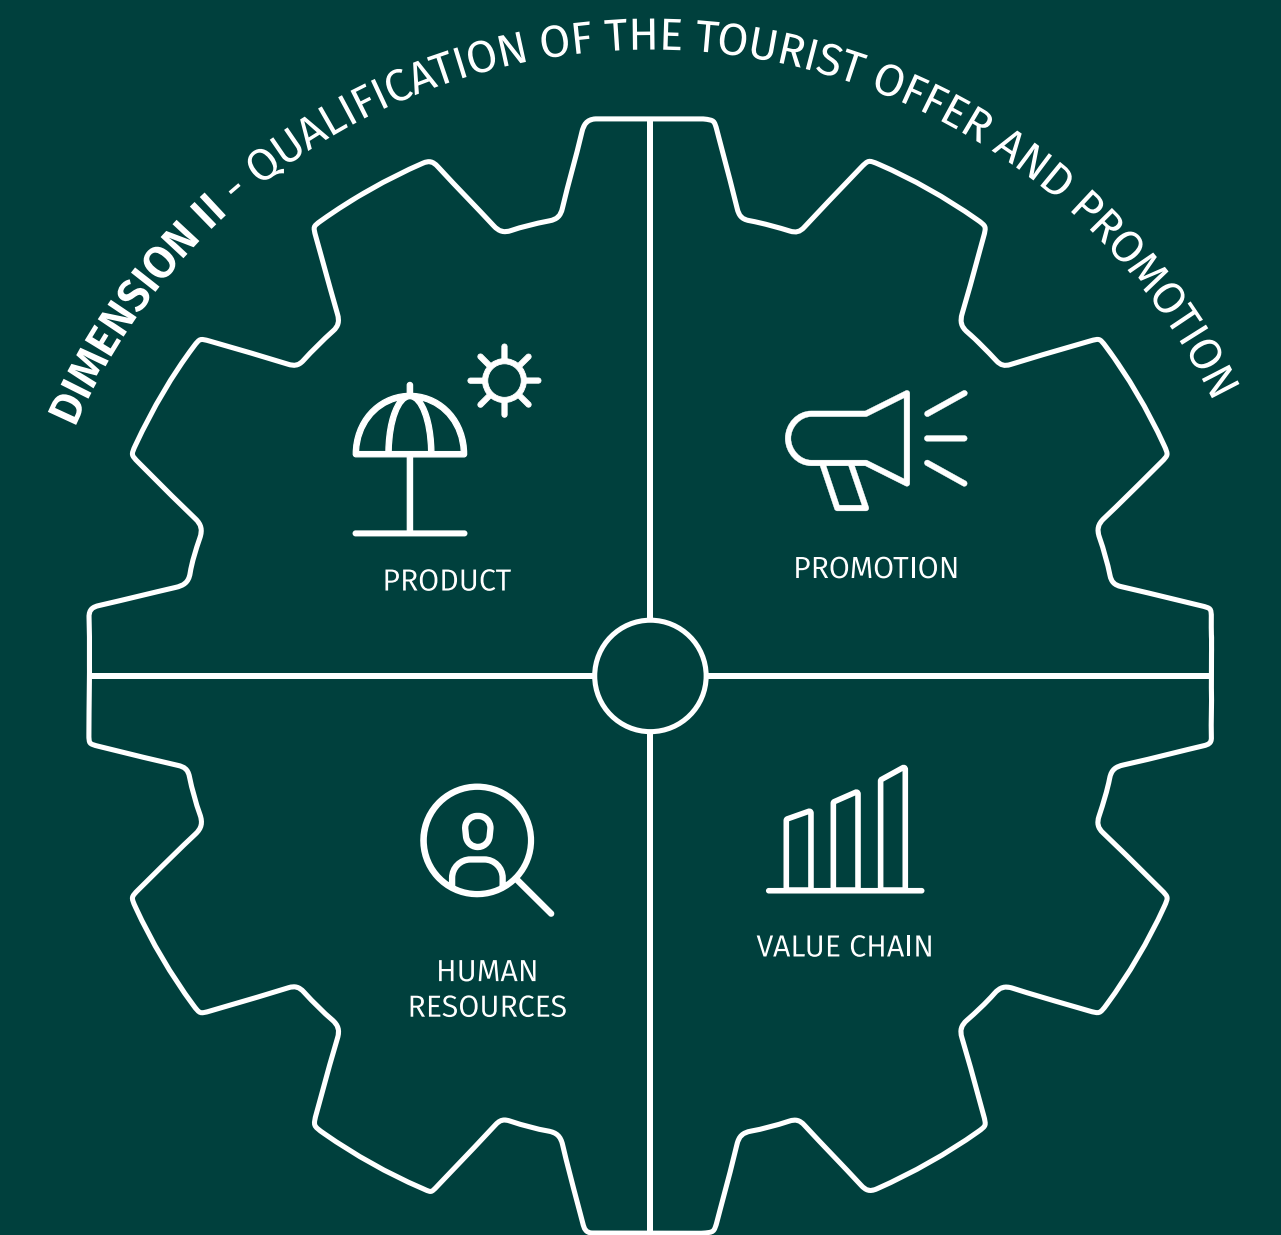 DIMENSION II - QUALIFICATION OF THE TOURIST OFFER AND PROMOTION
PRODUCT
PROMOTION
HUMAN
RESOURCES
VALUE CHAIN